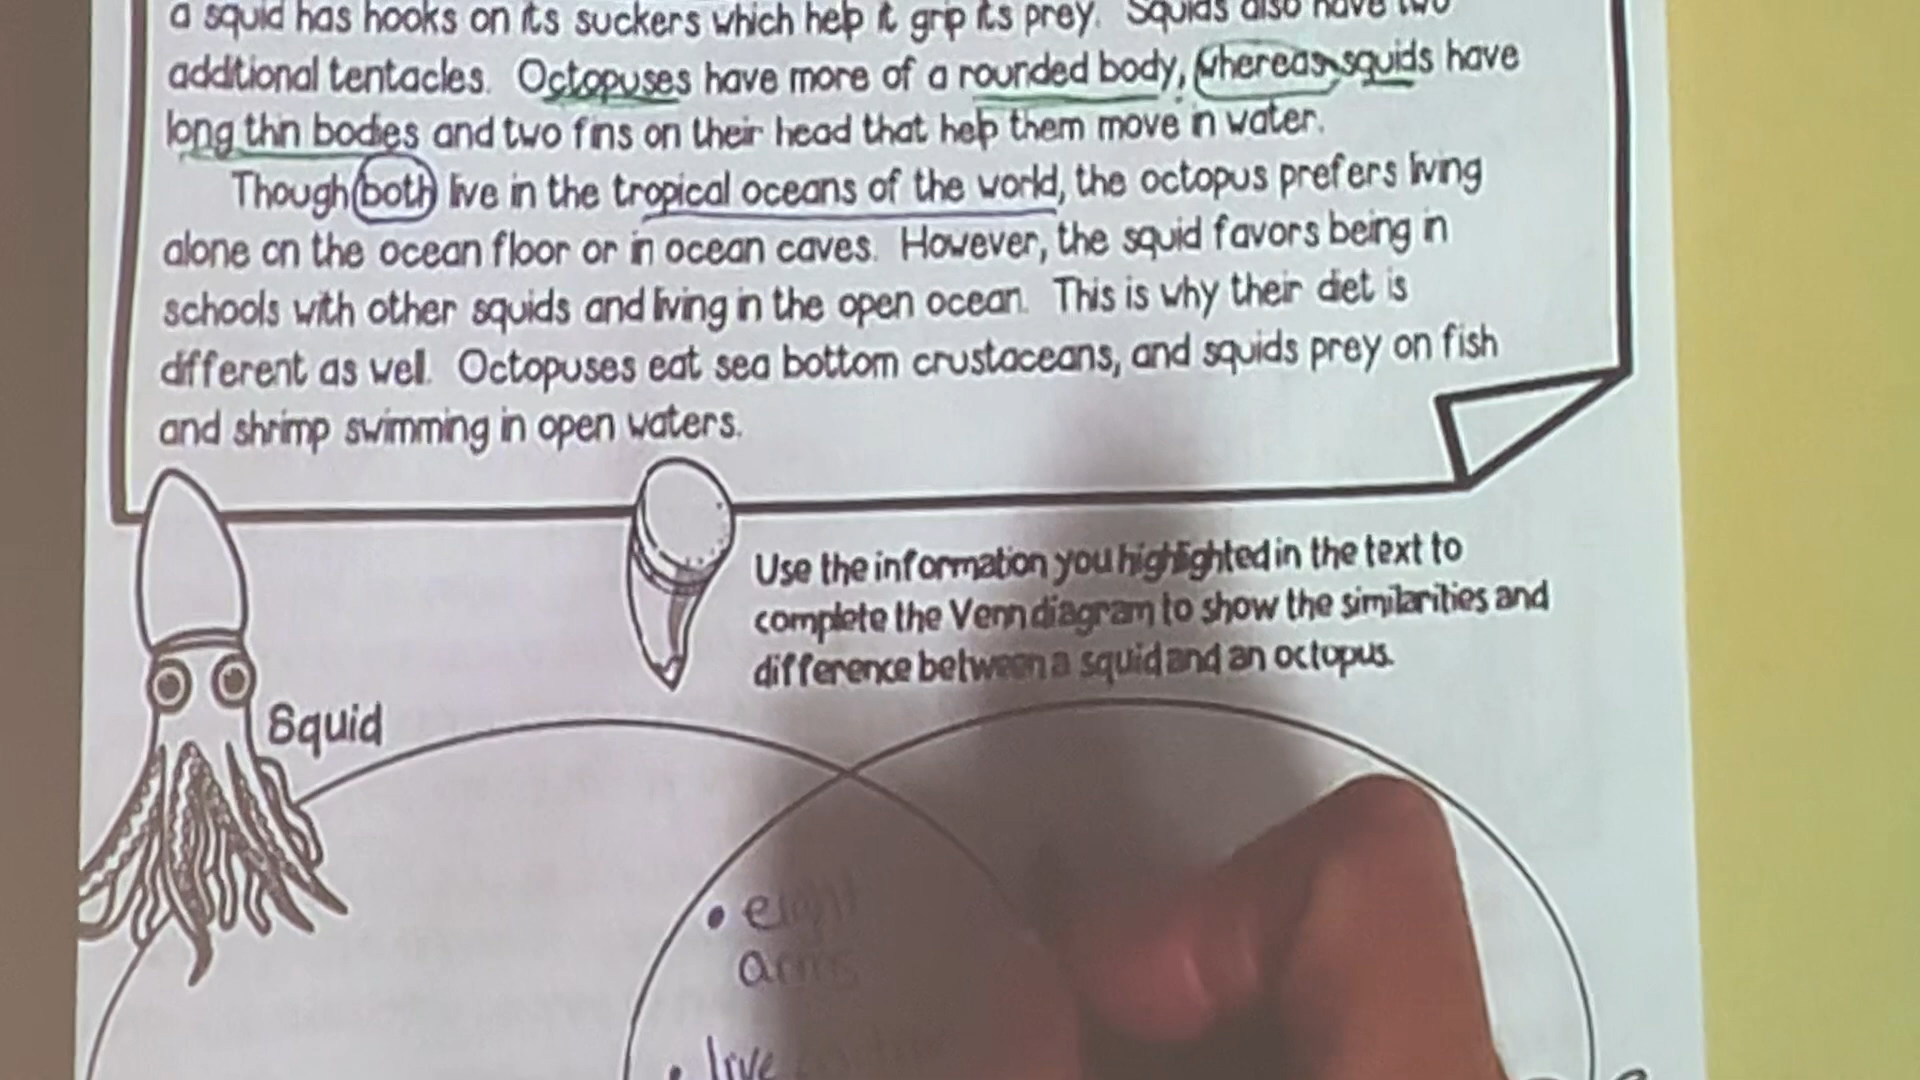 a squid has hooks on its suckers which help it grip its prey. Squids also have two
additional tentacles. Octopuses have more of a rounded body, whereas squids have
long thin bodies and two fins on their head that help them move in water.
Though both live in the tropical oceans of the world, the octopus prefers living
alone on the ocean floor or in ocean caves. However, the squid favors being in
schools with other squids and living in the open ocean. This is why their diet is
different as well. Octopuses eat sea bottom crustaceans, and squids prey on fish
and shrimp swimming in open waters.
Use the information you highlighted in the text to
complete the Venn diagram to show the similarities and
difference between a squid and an octopus.
Squid
• eight
arms
• live